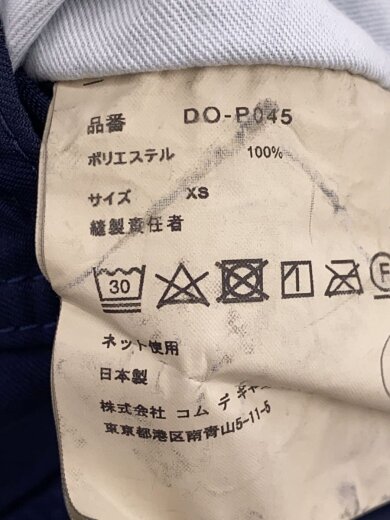 品番 DO-P045
ポリエステル 100%
サイズ XS
縫製責任者
30
ネット使用
日本製
株式会社 コム デ ギャ
東京都港区南青山5-11-5